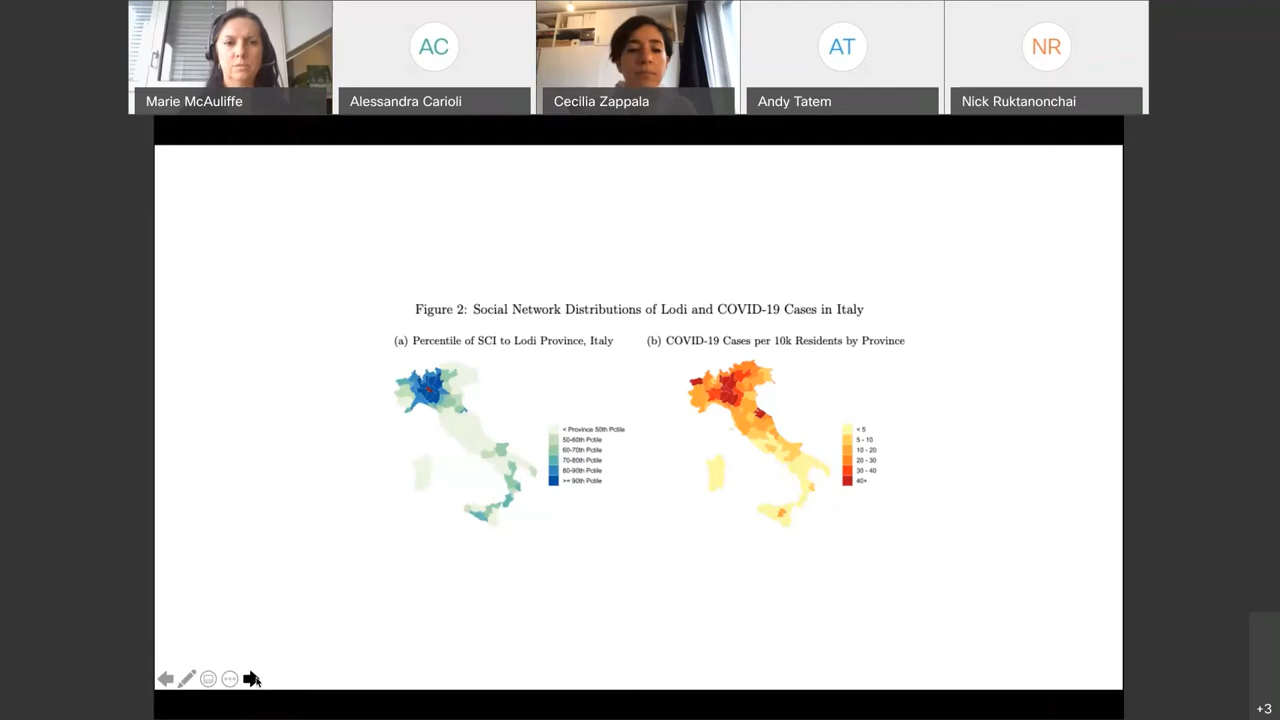 Marie McAuliffe
AC
Alessandra Carioli
Cecilia Zappala
AT
Andy Tatem
NR
Nick Ruktanonchai
Figure 2: Social Network Distributions of Lodi and COVID-19 Cases in Italy
(a) Percentile of SCI to Lodi Province, Italy
(b) COVID-19 Cases per 10k Residents by Province
< Province 50th Pctile
50-60th Pctile
60-70th Pctile
70-80th Pctile
80-90th Pctile
>= 90th Pctile
< 5
5 - 10
10 - 20
20 - 30
30 - 40
40+
+3